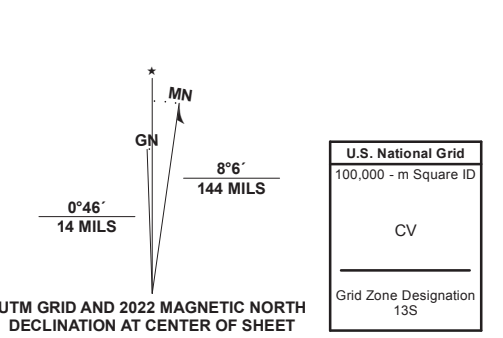 ★
MN
GN
8°6´
144 MILS
0°46´
14 MILS
UTM GRID AND 2022 MAGNETIC NORTH
DECLINATION AT CENTER OF SHEET
U.S. National Grid
100,000 - m Square ID
CV
Grid Zone Designation
13S